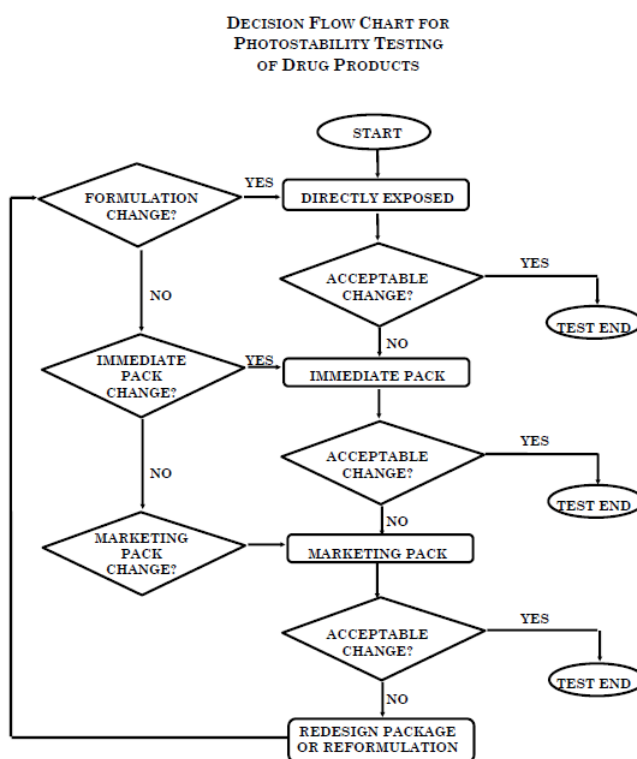 DECISION FLOW CHART FOR
PHOTOSTABILITY TESTING
OF DRUG PRODUCTS
START
FORMULATION
CHANGE?
YES
DIRECTLY EXPOSED
ACCEPTABLE
CHANGE?
YES
TEST END
NO
NO
IMMEDIATE
PACK
CHANGE?
YES
IMMEDIATE PACK
ACCEPTABLE
CHANGE?
YES
TEST END
NO
NO
MARKETING
PACK
CHANGE?
MARKETING PACK
ACCEPTABLE
CHANGE?
YES
TEST END
NO
REDESIGN PACKAGE
OR REFORMULATION